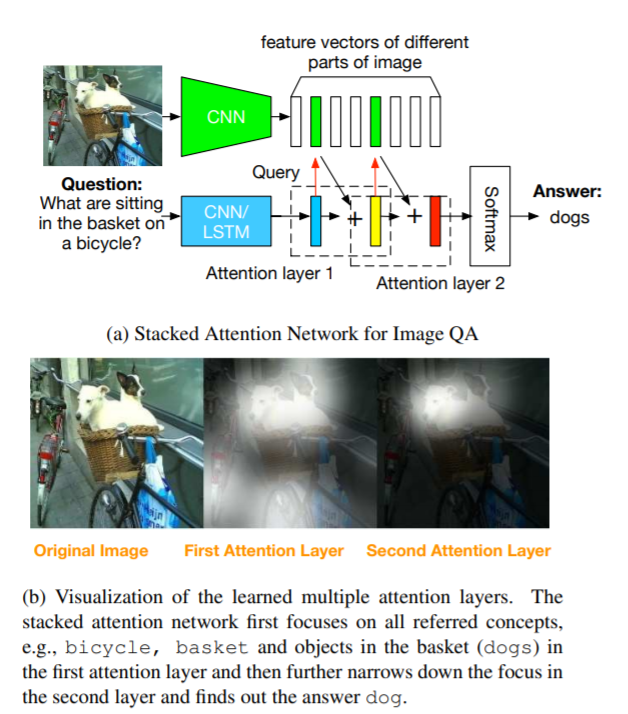 feature vectors of different
parts of image
CNN
Query
Question:
What are sitting
in the basket on
a bicycle?
CNN/
LSTM
+
+
Softmax
Answer:
dogs
Attention layer 1
Attention layer 2
(a) Stacked Attention Network for Image QA
Original Image
First Attention Layer
Second Attention Layer
(b) Visualization of the learned multiple attention layers. The
stacked attention network first focuses on all referred concepts,
e.g., bicycle, basket and objects in the basket (dogs) in
the first attention layer and then further narrows down the focus in
the second layer and finds out the answer dog.